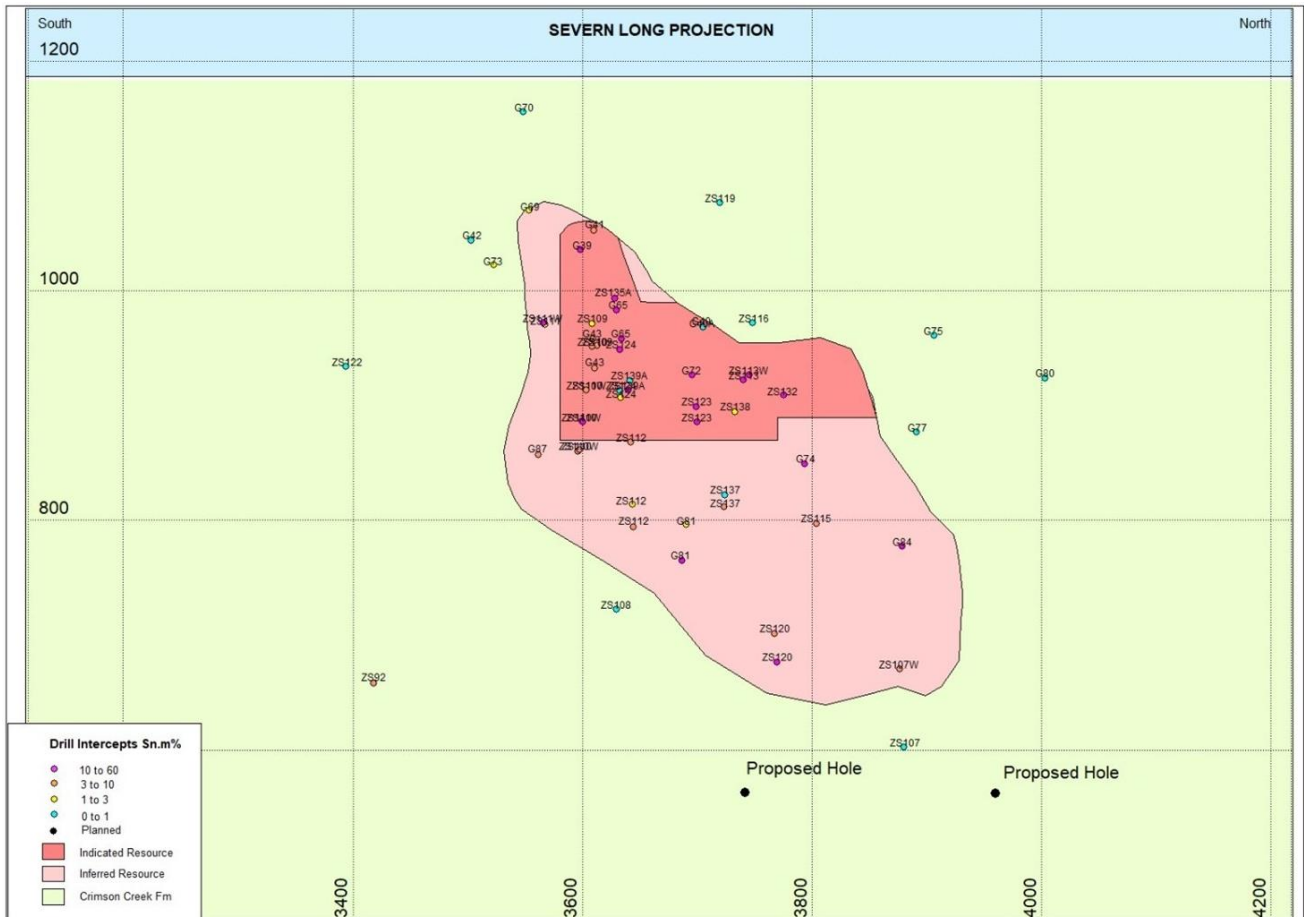 South
SEVERN LONG PROJECTION
North
1200
G70
ZS119
G69
G41
G42
G39
G73
1000
ZS135A
G65
ZS111W
ZS109
G40A
ZS116
G75
G43
G65
ZS124
ZS122
G43
ZS139A
G72
ZS113W
ZS113
G80
ZS124
ZS132
ZS123
ZS138
ZS123
G77
ZS112
G87
G74
ZS137
ZS112
ZS137
ZS112
G81
ZS115
800
G81
G84
ZS108
ZS120
ZS120
ZS107W
ZS92
ZS107
Proposed Hole
Proposed Hole
Drill Intercepts Sn.m%
10 to 60
3 to 10
1 to 3
0 to 1
Planned
Indicated Resource
Inferred Resource
Crimson Creek Fm
3400
3600
3800
4000
4200